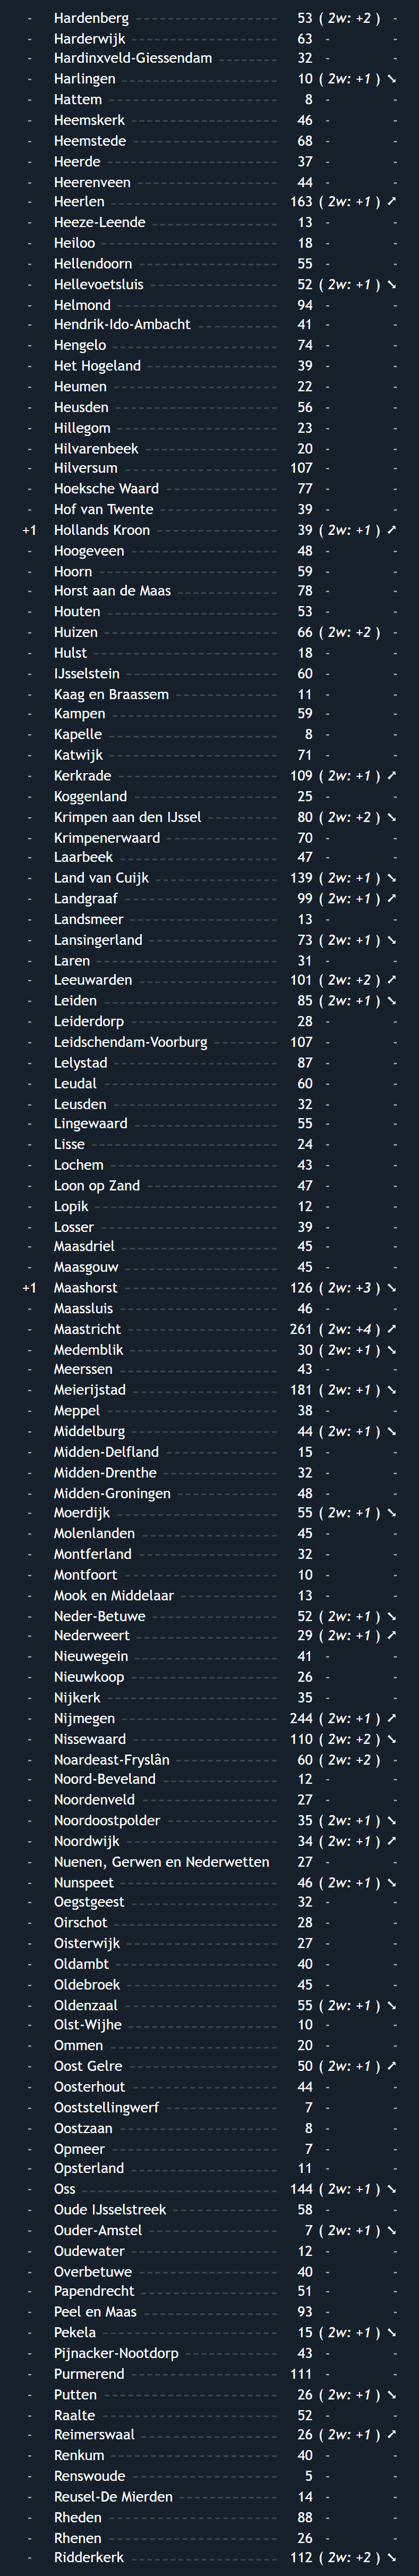 - Hardenberg 53 ( 2w: +2 ) -
- Harderwijk 63 - -
- Hardinxveld-Giessendam 32 - -
- Harlingen 10 ( 2w: +1 ) ➘
- Hattem 8 - -
- Heemskerk 46 - -
- Heemstede 68 - -
- Heerde 37 - -
- Heerenveen 44 - -
- Heerlen 163 ( 2w: +1 ) ➚
- Heeze-Leende 13 - -
- Heiloo 18 - -
- Hellendoorn 55 - -
- Hellevoetsluis 52 ( 2w: +1 ) ➘
- Helmond 94 - -
- Hendrik-Ido-Ambacht 41 - -
- Hengelo 74 - -
- Het Hogeland 39 - -
- Heumen 22 - -
- Heusden 56 - -
- Hillegom 23 - -
- Hilvarenbeek 20 - -
- Hilversum 107 - -
- Hoeksche Waard 77 - -
- Hof van Twente 39 - -
+1 Hollands Kroon 39 ( 2w: +1 ) ➚
- Hoogeveen 48 - -
- Hoorn 59 - -
- Horst aan de Maas 78 - -
- Houten 53 - -
- Huizen 66 ( 2w: +2 ) -
- Hulst 18 - -
- IJsselstein 60 - -
- Kaag en Braassem 11 - -
- Kampen 59 - -
- Kapelle 8 - -
- Katwijk 71 - -
- Kerkrade 109 ( 2w: +1 ) ➚
- Koggenland 25 - -
- Krimpen aan den IJssel 80 ( 2w: +2 ) ➘
- Krimpenerwaard 70 - -
- Laarbeek 47 - -
- Land van Cuijk 139 ( 2w: +1 ) ➘
- Landgraaf 99 ( 2w: +1 ) ➚
- Landsmeer 13 - -
- Lansingerland 73 ( 2w: +1 ) ➘
- Laren 31 - -
- Leeuwarden 101 ( 2w: +2 ) ➚
- Leiden 85 ( 2w: +1 ) ➘
- Leiderdorp 28 - -
- Leidschendam-Voorburg 107 - -
- Lelystad 87 - -
- Leudal 60 - -
- Leusden 32 - -
- Lingewaard 55 - -
- Lisse 24 - -
- Lochem 43 - -
- Loon op Zand 47 - -
- Lopik 12 - -
- Losser 39 - -
- Maasdriel 45 - -
- Maasgouw 45 - -
+1 Maashorst 126 ( 2w: +3 ) ➘
- Maassluis 46 - -
- Maastricht 261 ( 2w: +4 ) ➚
- Medemblik 30 ( 2w: +1 ) ➘
- Meerssen 43 - -
- Meierijstad 181 ( 2w: +1 ) ➘
- Meppel 38 - -
- Middelburg 44 ( 2w: +1 ) ➘
- Midden-Delfland 15 - -
- Midden-Drenthe 32 - -
- Midden-Groningen 48 - -
- Moerdijk 55 ( 2w: +1 ) ➘
- Molenlanden 45 - -
- Montferland 32 - -
- Montfoort 10 - -
- Mook en Middelaar 13 - -
- Neder-Betuwe 52 ( 2w: +1 ) ➘
- Nederweert 29 ( 2w: +1 ) ➚
- Nieuwegein 41 - -
- Nieuwkoop 26 - -
- Nijkerk 35 - -
- Nijmegen 244 ( 2w: +1 ) ➚
- Nissewaard 110 ( 2w: +2 ) ➘
- Noardeast-Fryslân 60 ( 2w: +2 ) -
- Noord-Beveland 12 - -
- Noordenveld 27 - -
- Noordoostpolder 35 ( 2w: +1 ) ➘
- Noordwijk 34 ( 2w: +1 ) ➚
- Nuenen, Gerwen en Nederwetten 27 - -
- Nunspeet 46 ( 2w: +1 ) ➘
- Oegstgeest 32 - -
- Oirschot 28 - -
- Oisterwijk 27 - -
- Oldambt 40 - -
- Oldebroek 45 - -
- Oldenzaal 55 ( 2w: +1 ) ➘
- Olst-Wijhe 10 - -
- Ommen 20 - -
- Oost Gelre 50 ( 2w: +1 ) ➚
- Oosterhout 44 - -
- Ooststellingwerf 7 - -
- Oostzaan 8 - -
- Opmeer 7 - -
- Opsterland 11 - -
- Oss 144 ( 2w: +1 ) ➘
- Oude IJsselstreek 58 - -
- Ouder-Amstel 7 ( 2w: +1 ) ➘
- Oudewater 12 - -
- Overbetuwe 40 - -
- Papendrecht 51 - -
- Peel en Maas 93 - -
- Pekela 15 ( 2w: +1 ) ➘
- Pijnacker-Nootdorp 43 - -
- Purmerend 111 - -
- Putten 26 ( 2w: +1 ) ➘
- Raalte 52 - -
- Reimerswaal 26 ( 2w: +1 ) ➚
- Renkum 40 - -
- Renswoude 5 - -
- Reusel-De Mierden 14 - -
- Rheden 88 - -
- Rhenen 26 - -
- Ridderkerk 112 ( 2w: +2 ) ➘